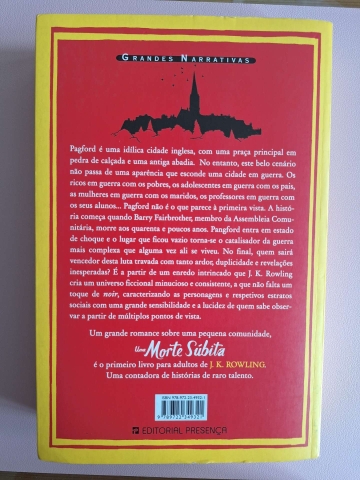 GRANDES NARRATIVAS
Pagford é uma idílica cidade inglesa, com uma praça principal em
pedra de calçada e uma antiga abadia. No entanto, este belo cenário
não passa de uma aparência que esconde uma cidade em guerra. Os
ricos em guerra com os pobres, os adolescentes em guerra com os pais,
as mulheres em guerra com os maridos, os professores em guerra com
os seus alunos... Pagford não é o que parece à primeira vista. A histó-
ria começa quando Barry Fairbrother, membro da Assembleia Comu-
nitária, morre aos quarenta e poucos anos. Pangford entra em estado
de choque e o lugar que ficou vazio torna-se o catalisador da guerra
mais complexa que alguma vez ali se viveu. No final, quem sairá
vencedor desta luta travada com tanto ardor, duplicidade e revelações
inesperadas? É a partir de um enredo intrincado que J. K. Rowling
cria um universo ficcional minucioso e consistente, a que não falta um
toque de noir, caracterizando as personagens e respetivos estratos
sociais com uma grande sensibilidade e a lucidez de quem sabe obser-
var a partir de múltiplos pontos de vista.
Um grande romance sobre uma pequena comunidade,
Uma Morte Súbita
é o primeiro livro para adultos de J. K. ROWLING.
Uma contadora de histórias de raro talento.
9789722349321
EDITORIAL PRESENÇA